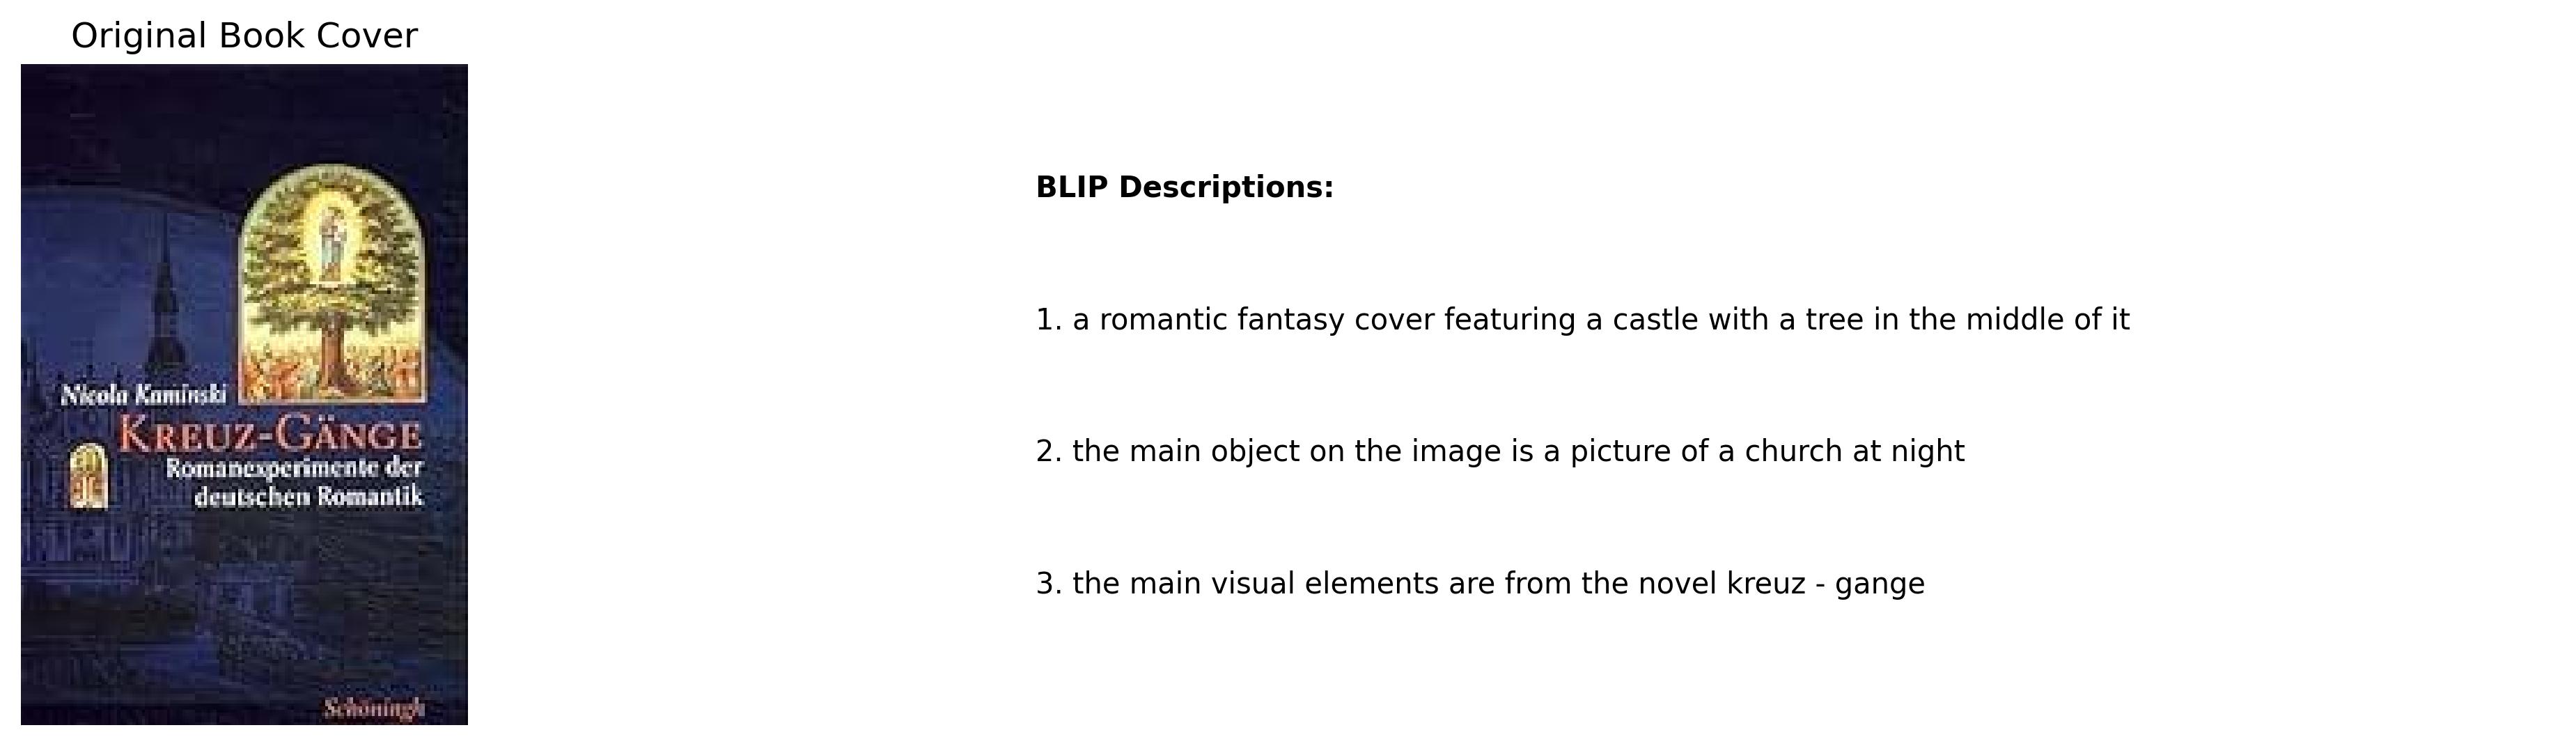 Original Book Cover
Nicola Kaminski
KREUZ-GÄNGE
Romanexperimente der
deutschen Romantik
Schöningh
BLIP Descriptions:
1. a romantic fantasy cover featuring a castle with a tree in the middle of it
2. the main object on the image is a picture of a church at night
3. the main visual elements are from the novel kreuz - gange